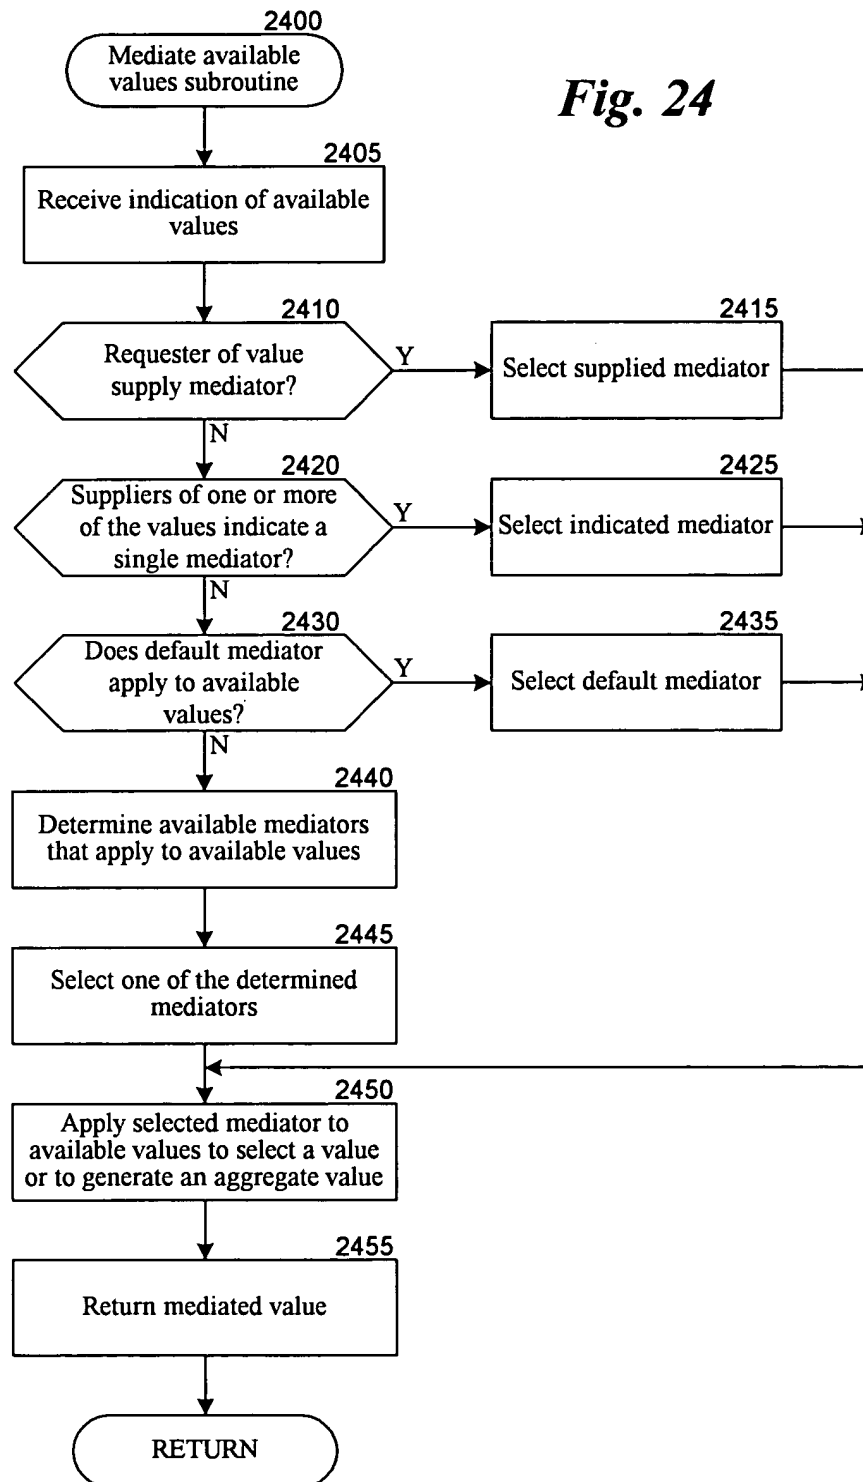 2400
Mediate available
values subroutine
Fig. 24
2405
Receive indication of available
values
2410
Requester of value
supply mediator?
Y
N
2415
Select supplied mediator
2420
Suppliers of one or more
of the values indicate a
single mediator?
Y
N
2425
Select indicated mediator
2430
Does default mediator
apply to available
values?
Y
N
2435
Select default mediator
2440
Determine available mediators
that apply to available values
2445
Select one of the determined
mediators
2450
Apply selected mediator to
available values to select a value
or to generate an aggregate value
2455
Return mediated value
RETURN